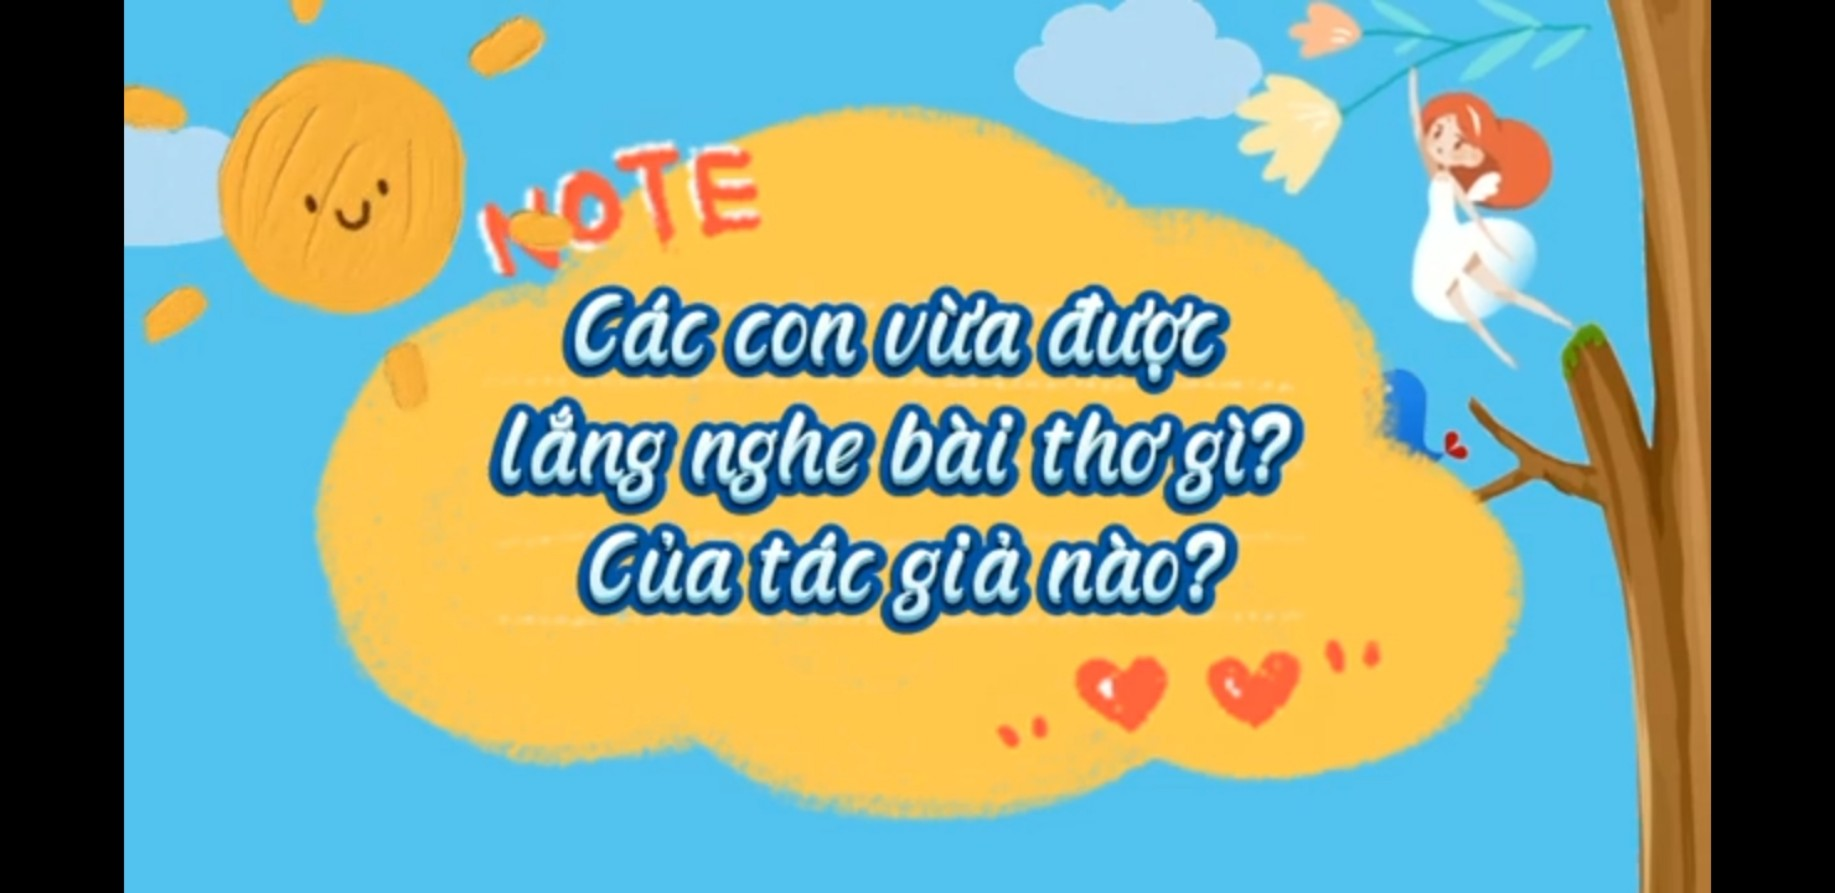 NOTE
Các con vừa được
lắng nghe bài thơ gì?
Của tác giả nào?